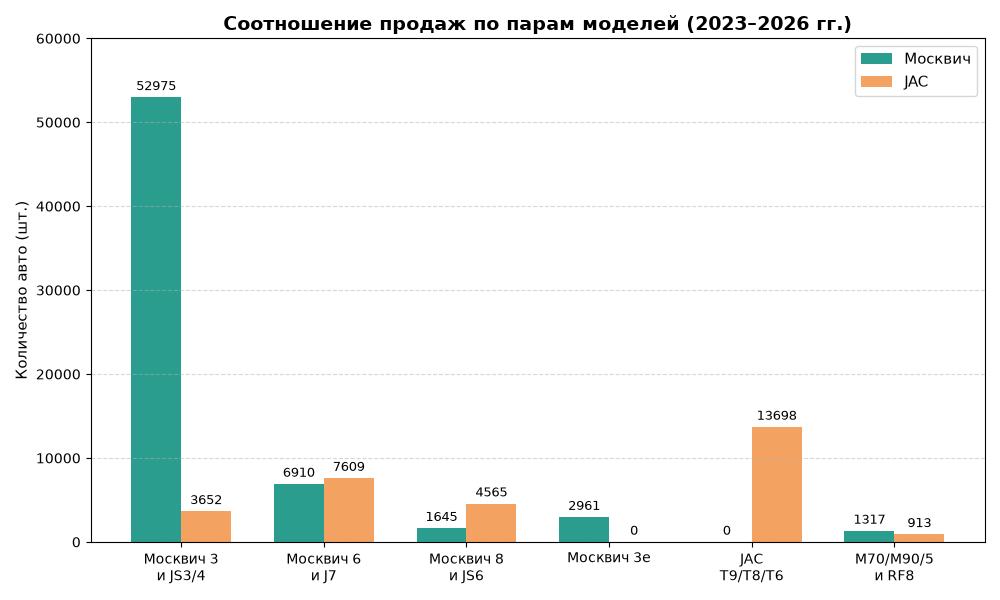 Соотношение продаж по парам моделей (2023–2026 гг.)
Количество авто (шт.)
60000
50000
40000
30000
20000
10000
0
Москвич
JAC
52975
3652
6910
7609
1645
4565
2961
0
0
13698
1317
913
Москвич 3
и JS3/4
Москвич 6
и J7
Москвич 8
и JS6
Москвич 3е
JAC
T9/T8/T6
М70/М90/5
и RF8